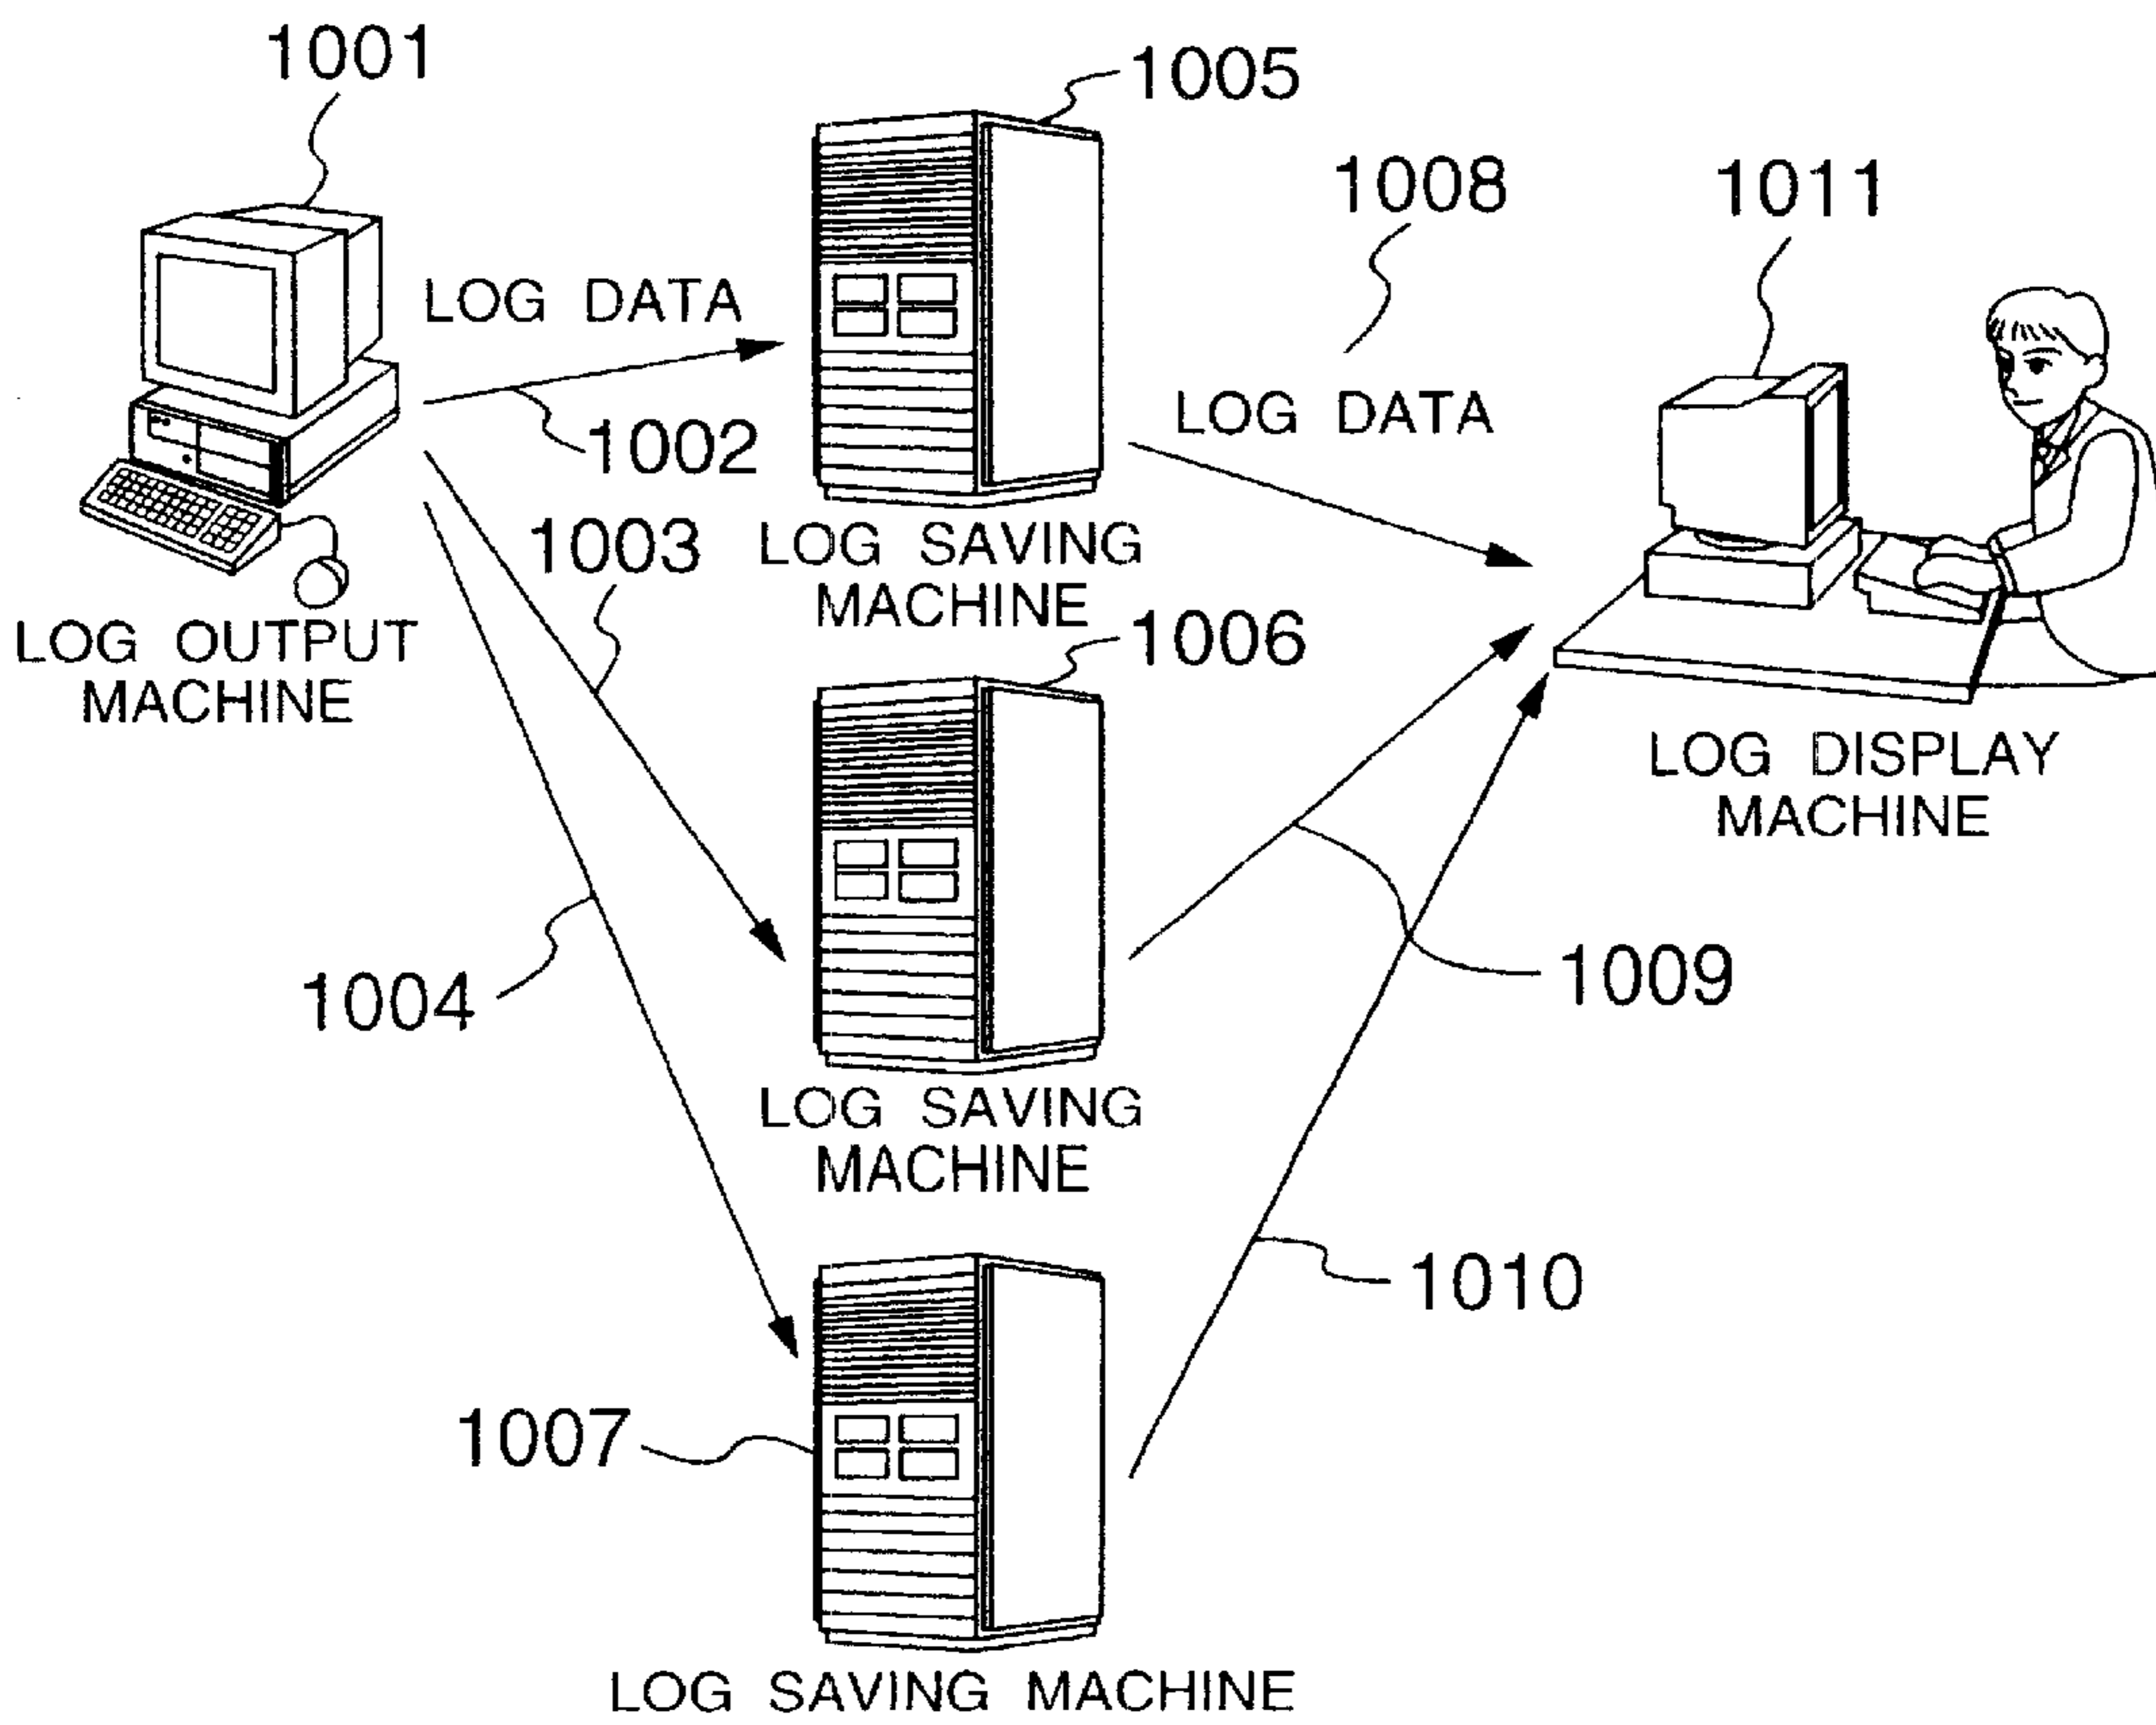 1001
1005
1008
1011
LOG DATA
LOG DATA
1002
1003
LOG SAVING
MACHINE
LOG OUTPUT
MACHINE
1006
LOG DISPLAY
MACHINE
1004
1009
LOG SAVING
MACHINE
1010
1007
LOG SAVING MACHINE